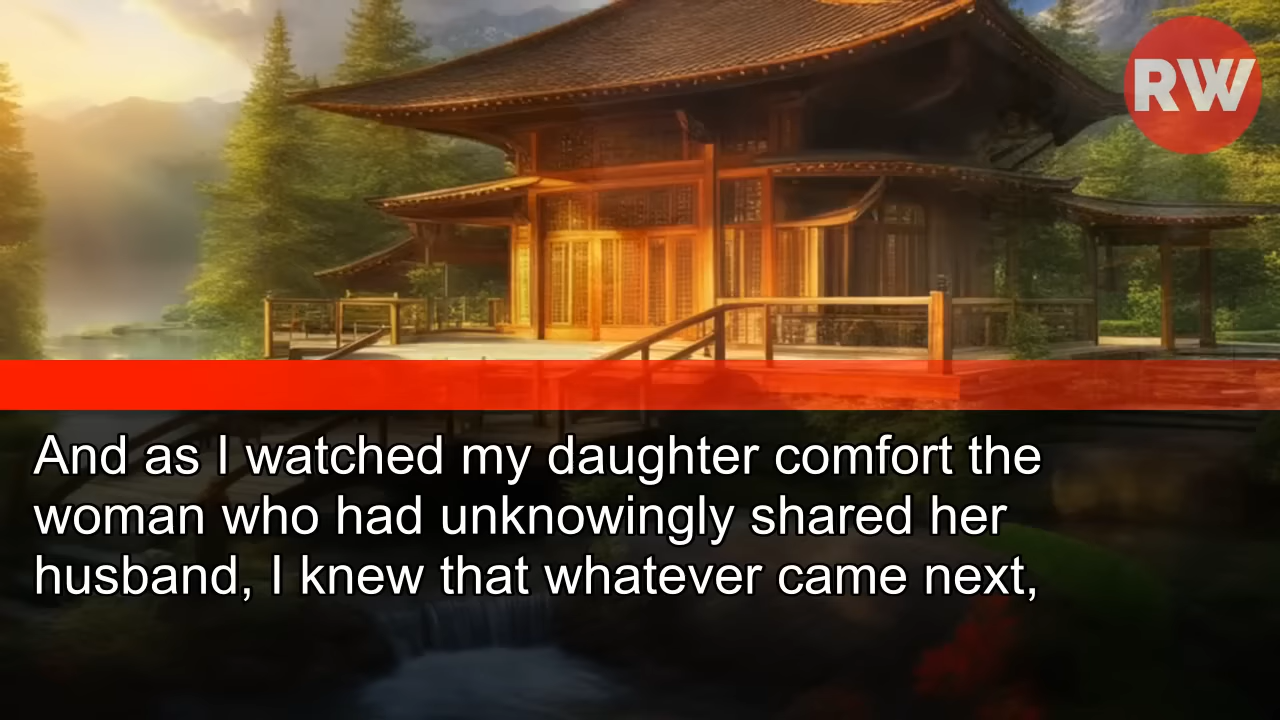 RW
And as I watched my daughter comfort the
woman who had unknowingly shared her
husband, I knew that whatever came next,